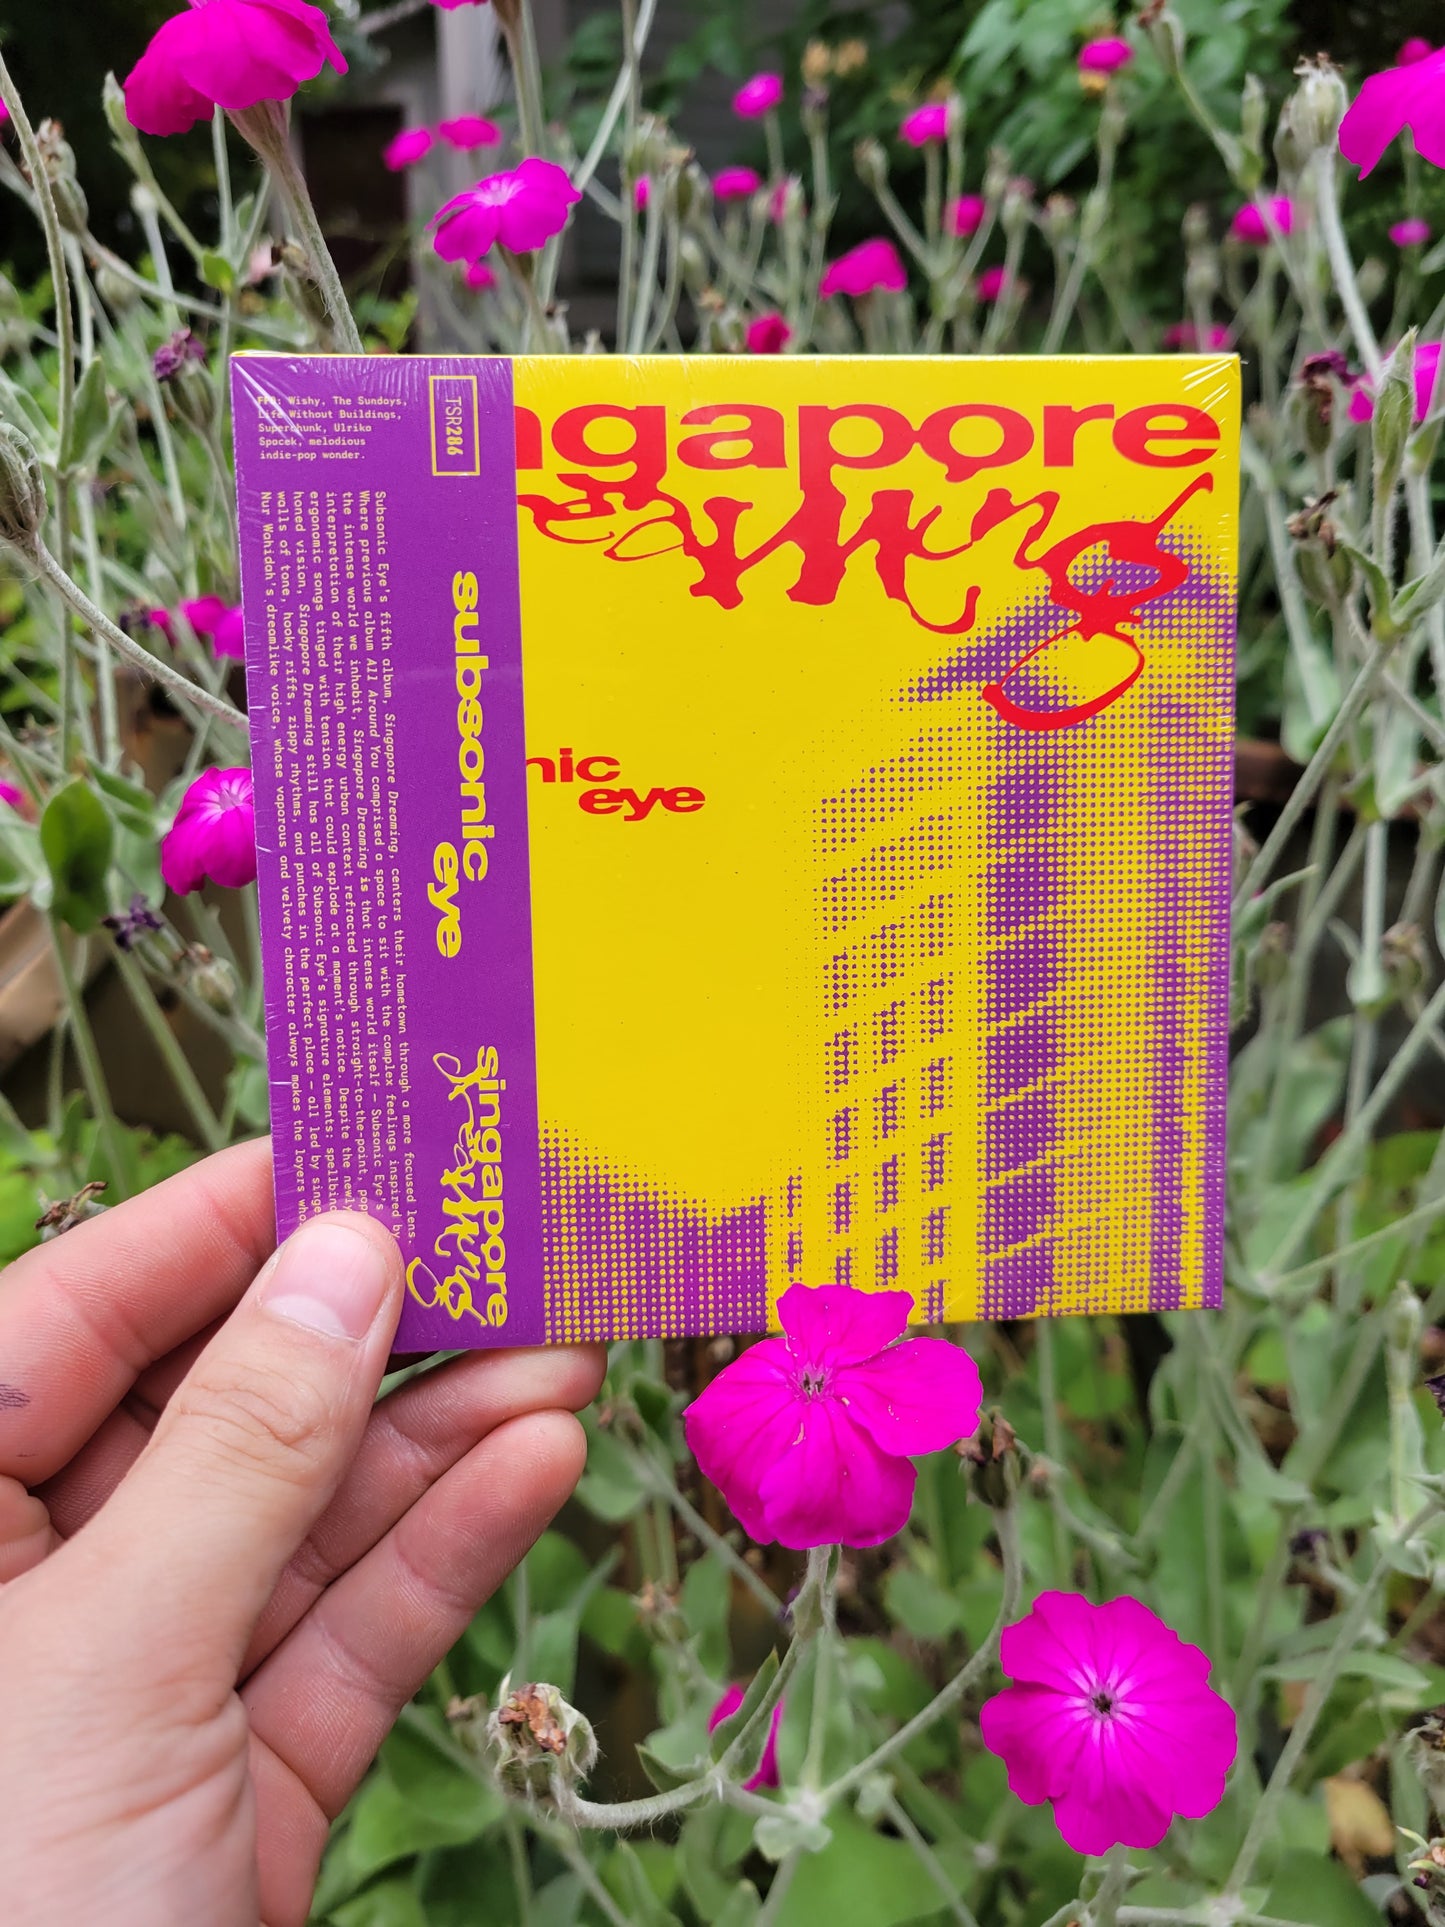 FFO: Wishy, The Sundays,
Life Without Buildings,
Superchunk, Ulrika
Spacek, melodious
indie-pop wonder.
TSR286
Subsonic Eye's fifth album, Singapore Dreaming, centers their hometown through a more focused lens.
Where previous album All Around You comprised a space to sit with the complex feelings inspired by
the intense world we inhabit, Singapore Dreaming is that intense world itself — Subsonic Eye's
interpretation of their high energy urban context refracted through straight-to-the-point, pop
ergonomic songs tinged with tension that could explode at a moment's notice. Despite the newly
honed vision, Singapore Dreaming still has all of Subsonic Eye's signature elements: spellbind
walls of tone, hooky riffs, zippy rhythms, and punches in the perfect place — all led by singe
Nur Wahidah's dreamlike voice, whose vaporous and velvety character always makes the layers who
subsonic
eye
singapore
dreaming
ngapore
eaming
nic
eye